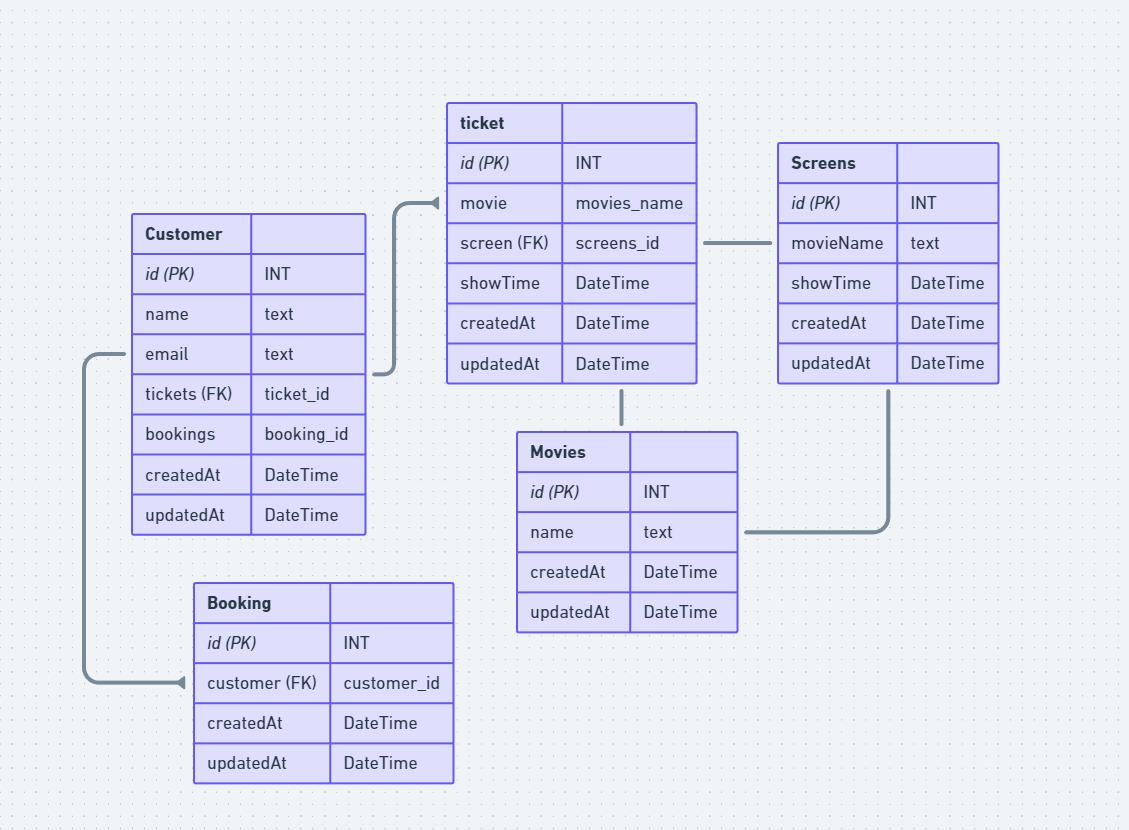 ticket
id (PK) INT
movie movies_name
screen (FK) screens_id
showTime DateTime
createdAt DateTime
updatedAt DateTime
Screens
id (PK) INT
movieName text
showTime DateTime
createdAt DateTime
updatedAt DateTime
Customer
id (PK) INT
name text
email text
tickets (FK) ticket_id
bookings booking_id
createdAt DateTime
updatedAt DateTime
Movies
id (PK) INT
name text
createdAt DateTime
updatedAt DateTime
Booking
id (PK) INT
customer (FK) customer_id
createdAt DateTime
updatedAt DateTime